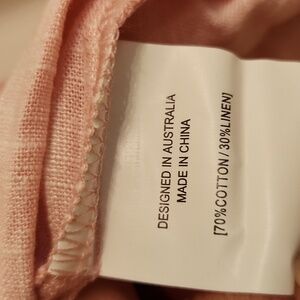 DESIGNED IN AUSTRALIA
MADE IN CHINA
[70%COTTON / 30%LINEN]